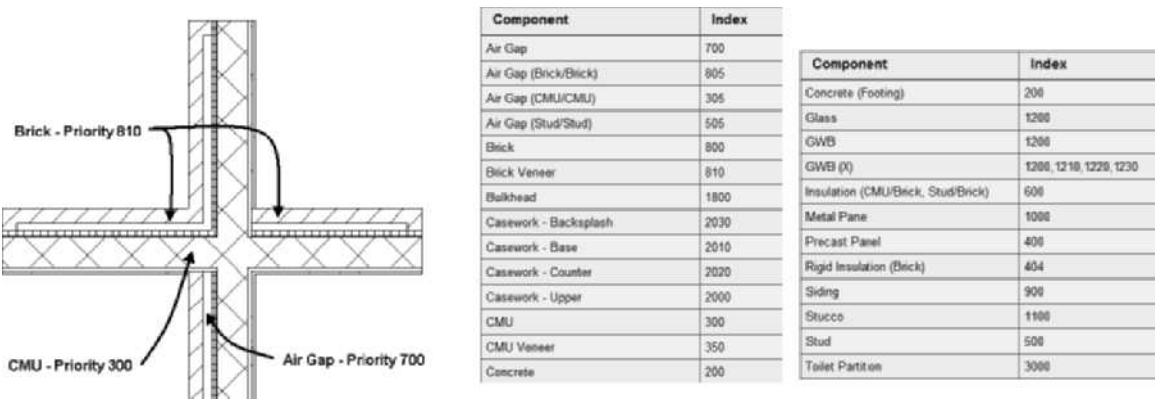 Brick - Priority 810
CMU - Priority 300
Air Gap - Priority 700
Component Index
Air Gap 700
Air Gap (Brick/Brick) 805
Air Gap (CMU/CMU) 305
Air Gap (Stud/Stud) 505
Brick 800
Brick Veneer 810
Bulkhead 1800
Casework - Backsplash 2030
Casework - Base 2010
Casework - Counter 2020
Casework - Upper 2000
CMU 300
CMU Veneer 350
Concrete 200
Component Index
Concrete (Footing) 200
Glass 1200
GWB 1200
GWB (X) 1200, 1210, 1220, 1230
Insulation (CMU/Brick, Stud/Brick) 600
Metal Pane 1000
Precast Panel 400
Rigid Insulation (Brick) 404
Siding 900
Stucco 1100
Stud 500
Toilet Partition 3000